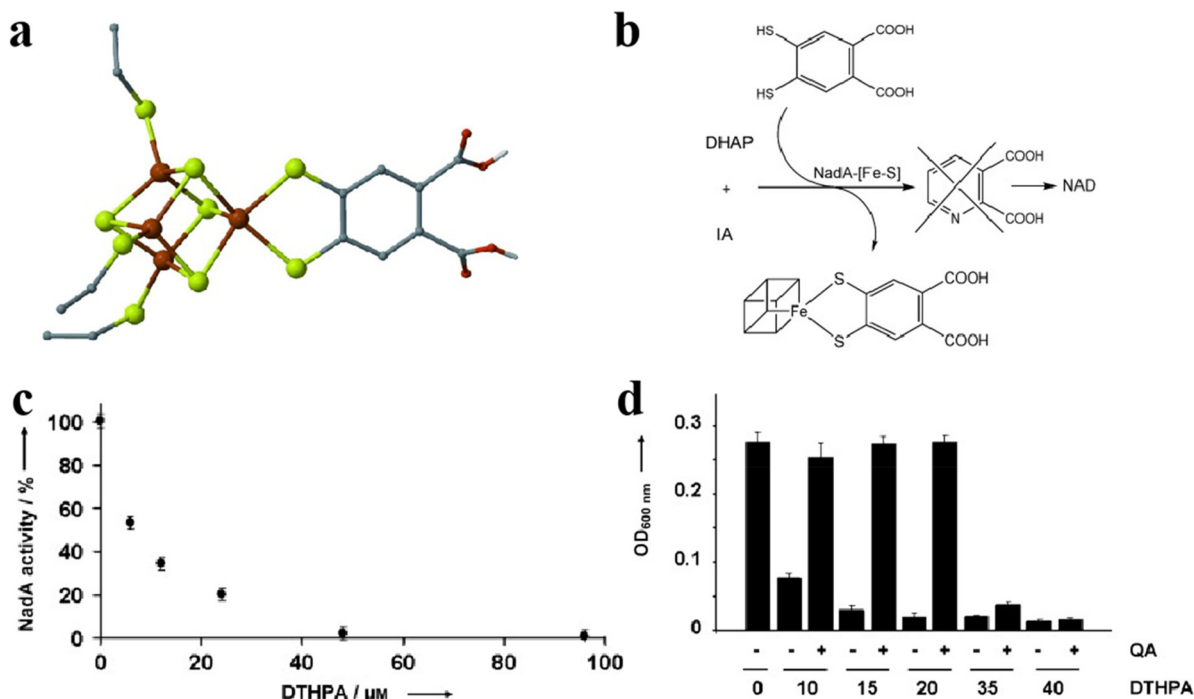 a
b
HS
COOH
HS
COOH
DHAP
+
IA
NadA-[Fe-S]
COOH
COOH
N
NAD
Fe
S
S
COOH
COOH
c
NadA activity / %
100
80
60
40
20
0
0 20 40 60 80 100
DTHPA / μM
d
OD600 nm
0.3
0.2
0.1
0
- - + - + - + - + - + QA
0 10 15 20 35 40 DTHPA